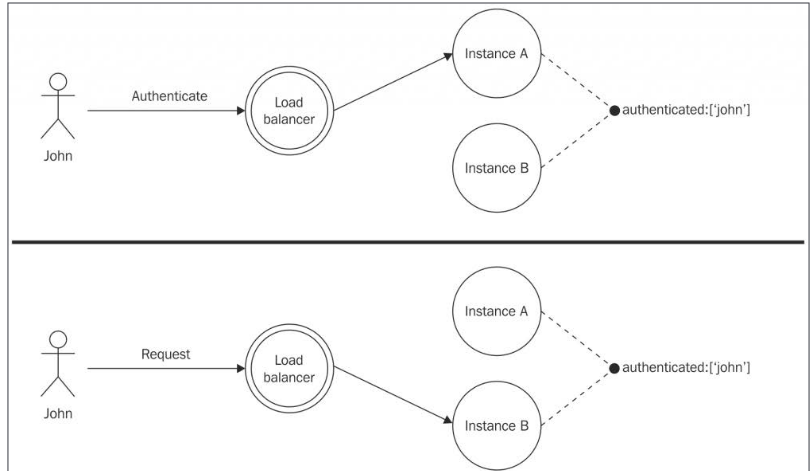 Authenticate
Load
balancer
Instance A
authenticated:['john']
Instance B
John
Request
Load
balancer
Instance A
authenticated:['john']
Instance B
John